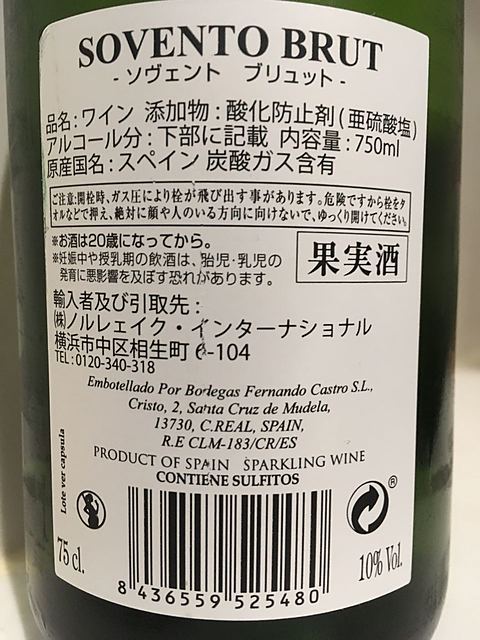 SOVENTO BRUT
- ソヴェント ブリュット -
品名：ワイン 添加物：酸化防止剤(亜硫酸塩)
アルコール分：下部に記載 内容量：750ml
原産国名：スペイン 炭酸ガス含有
ご注意：開栓時、ガス圧により栓が飛び出す事があります。危険ですから栓をタ
オルなどで押え、絶対に顔や人のいる方向に向けないで、ゆっくり開けてください。
※お酒は20歳になってから。
※妊娠中や授乳期の飲酒は、胎児・乳児の
発育に悪影響を及ぼす恐れがあります。
果実酒
輸入者及び引取先：
㈱ノルレェイク・インターナショナル
横浜市中区相生町 6-104
TEL：0120-340-318
Embotellado Por Bodegas Fernando Castro S.L.,
Cristo, 2, Santa Cruz de Mudela,
13730, C.REAL, SPAIN,
R.E CLM-183/CR/ES
PRODUCT OF SPAIN SPARKLING WINE
CONTIENE SULFITOS
Lote ver capsula
75 cl.
®
10% Vol.
8 436559 525480